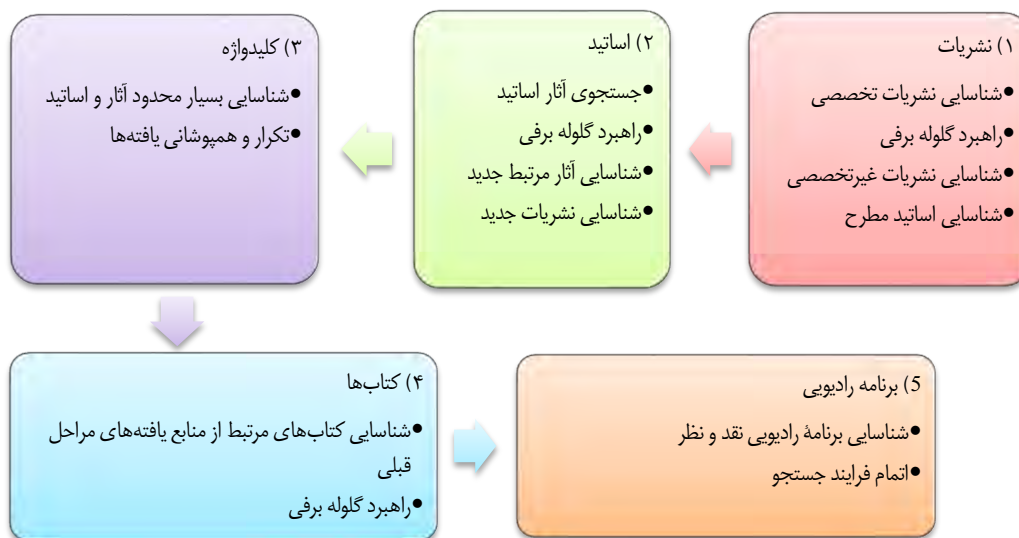 ۱) نشریات
●شناسایی نشریات تخصصی
●راهبرد گلوله برفی
●شناسایی نشریات غیرتخصصی
●شناسایی اساتید مطرح
۲) اساتید
●جستجوی آثار اساتید
●راهبرد گلوله برفی
●شناسایی آثار مرتبط جدید
●شناسایی نشریات جدید
۳) کلیدواژه
●شناسایی بسیار محدود آثار و اساتید
●تکرار و همپوشانی یافته‌ها
۴) کتاب‌ها
●شناسایی کتاب‌های مرتبط از منابع یافته‌های مراحل
قبلی
●راهبرد گلوله برفی
5) برنامه رادیویی
●شناسایی برنامهٔ رادیویی نقد و نظر
●اتمام فرایند جستجو